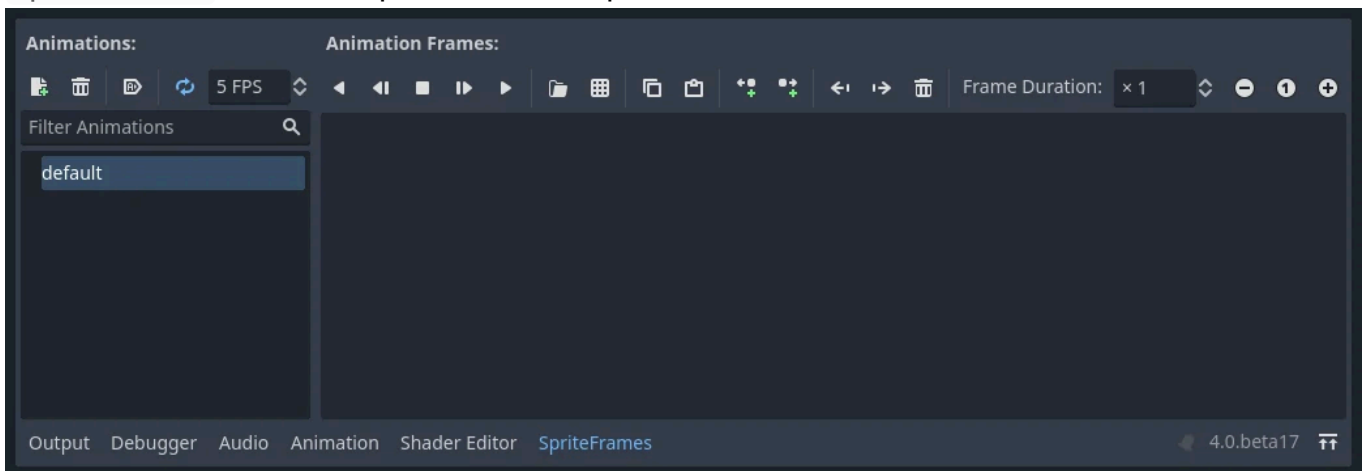 Animations: Animation Frames:
5 FPS Frame Duration: × 1
Filter Animations
default
Output Debugger Audio Animation Shader Editor SpriteFrames 4.0.beta17